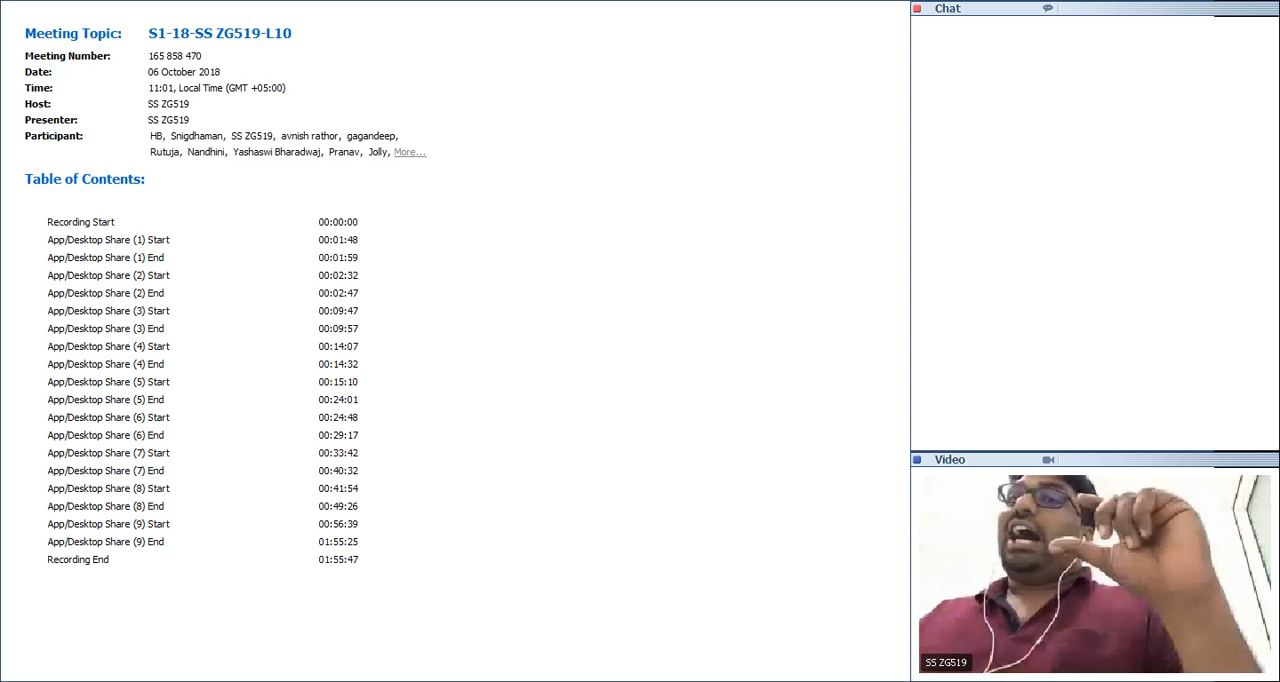 Meeting Topic: S1-18-SS ZG519-L10
Meeting Number: 165 858 470
Date: 06 October 2018
Time: 11:01, Local Time (GMT +05:00)
Host: SS ZG519
Presenter: SS ZG519
Participant: HB, Snigdhaman, SS ZG519, avnish rathor, gagandeep,
Rutuja, Nandhini, Yashaswi Bharadwaj, Pranav, Jolly, More...
Table of Contents:
Recording Start 00:00:00
App/Desktop Share (1) Start 00:01:48
App/Desktop Share (1) End 00:01:59
App/Desktop Share (2) Start 00:02:32
App/Desktop Share (2) End 00:02:47
App/Desktop Share (3) Start 00:09:47
App/Desktop Share (3) End 00:09:57
App/Desktop Share (4) Start 00:14:07
App/Desktop Share (4) End 00:14:32
App/Desktop Share (5) Start 00:15:10
App/Desktop Share (5) End 00:24:01
App/Desktop Share (6) Start 00:24:48
App/Desktop Share (6) End 00:29:17
App/Desktop Share (7) Start 00:33:42
App/Desktop Share (7) End 00:40:32
App/Desktop Share (8) Start 00:41:54
App/Desktop Share (8) End 00:49:26
App/Desktop Share (9) Start 00:56:39
App/Desktop Share (9) End 01:55:25
Recording End 01:55:47
Chat
Video
SS ZG519